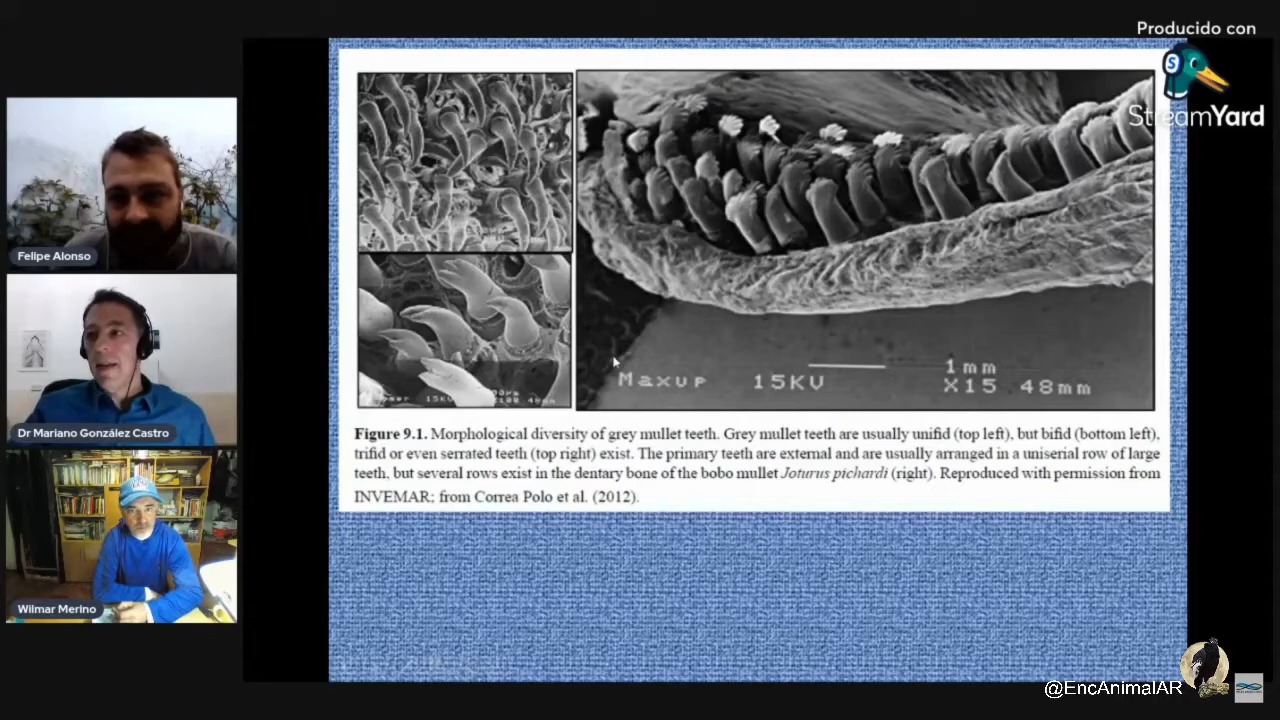 Producido con
StreamYard
Felipe Alonso
Dr Mariano González Castro
Wilmar Merino
Maxup 15KV
1mm
X15 48mm
Figure 9.1. Morphological diversity of grey mullet teeth. Grey mullet teeth are usually unifid (top left), but bifid (bottom left),
trifid or even serrated teeth (top right) exist. The primary teeth are external and are usually arranged in a uniserial row of large
teeth, but several rows exist in the dentary bone of the bobo mullet Joturus pichardi (right). Reproduced with permission from
INVEMAR; from Correa Polo et al. (2012).
@EncAnimalAR